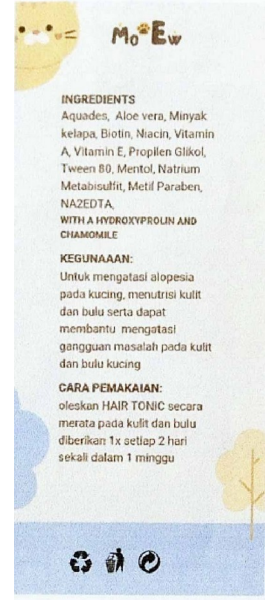 MoEw
INGREDIENTS
Aquades, Aloe vera, Minyak
kelapa, Biotin, Niacin, Vitamin
A, Vitamin E, Propilen Glikol,
Tween 80, Mentol, Natrium
Metabisulfit, Metil Paraben,
NA2EDTA,
WITH A HYDROXYPROLIN AND
CHAMOMILE
KEGUNAAAN:
Untuk mengatasi alopesia
pada kucing, menutrisi kulit
dan bulu serta dapat
membantu mengatasi
gangguan masalah pada kulit
dan bulu kucing
CARA PEMAKAIAN:
oleskan HAIR TONIC secara
merata pada kulit dan bulu
diberikan 1x setiap 2 hari
sekali dalam 1 minggu